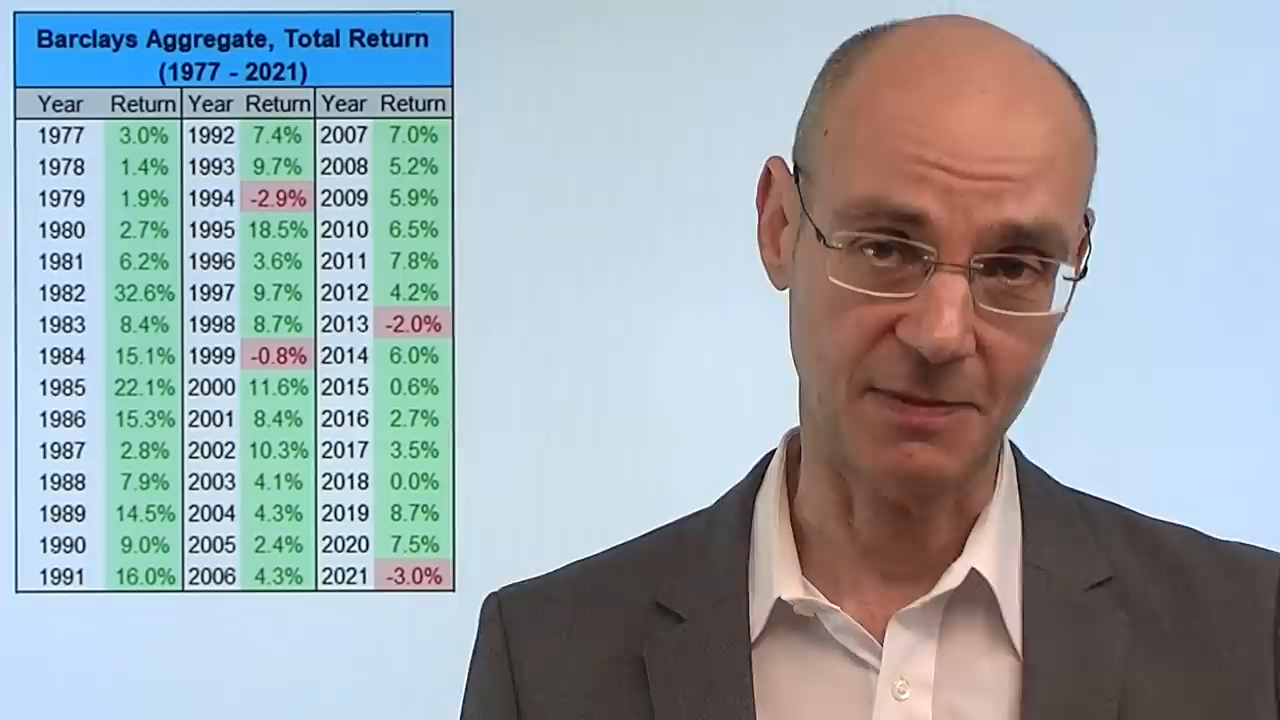 Barclays Aggregate, Total Return
(1977 - 2021)
Year Return Year Return Year Return
1977 3.0% 1992 7.4% 2007 7.0%
1978 1.4% 1993 9.7% 2008 5.2%
1979 1.9% 1994 -2.9% 2009 5.9%
1980 2.7% 1995 18.5% 2010 6.5%
1981 6.2% 1996 3.6% 2011 7.8%
1982 32.6% 1997 9.7% 2012 4.2%
1983 8.4% 1998 8.7% 2013 -2.0%
1984 15.1% 1999 -0.8% 2014 6.0%
1985 22.1% 2000 11.6% 2015 0.6%
1986 15.3% 2001 8.4% 2016 2.7%
1987 2.8% 2002 10.3% 2017 3.5%
1988 7.9% 2003 4.1% 2018 0.0%
1989 14.5% 2004 4.3% 2019 8.7%
1990 9.0% 2005 2.4% 2020 7.5%
1991 16.0% 2006 4.3% 2021 -3.0%